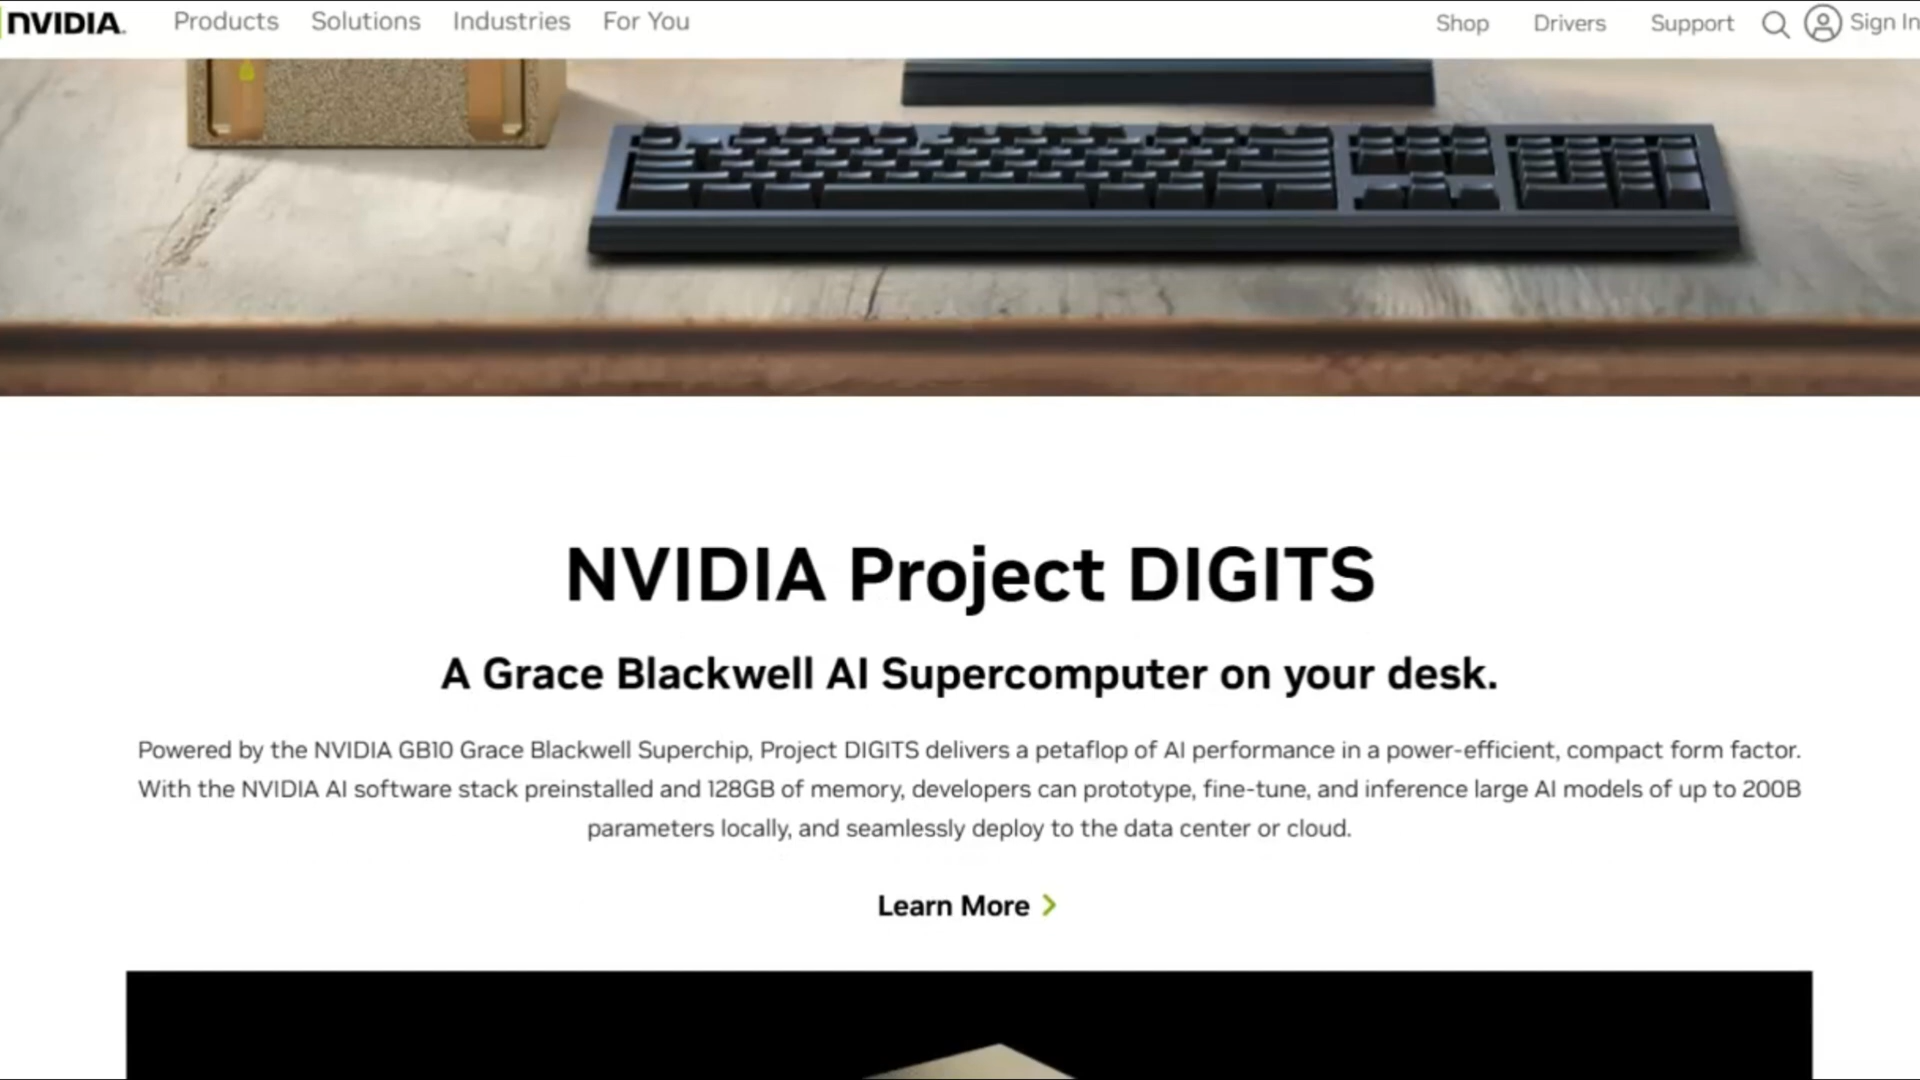 NVIDIA.
Products Solutions Industries For You
Shop Drivers Support Sign In
NVIDIA Project DIGITS
A Grace Blackwell AI Supercomputer on your desk.
Powered by the NVIDIA GB10 Grace Blackwell Superchip, Project DIGITS delivers a petaflop of AI performance in a power-efficient, compact form factor.
With the NVIDIA AI software stack preinstalled and 128GB of memory, developers can prototype, fine-tune, and inference large AI models of up to 200B
parameters locally, and seamlessly deploy to the data center or cloud.
Learn More